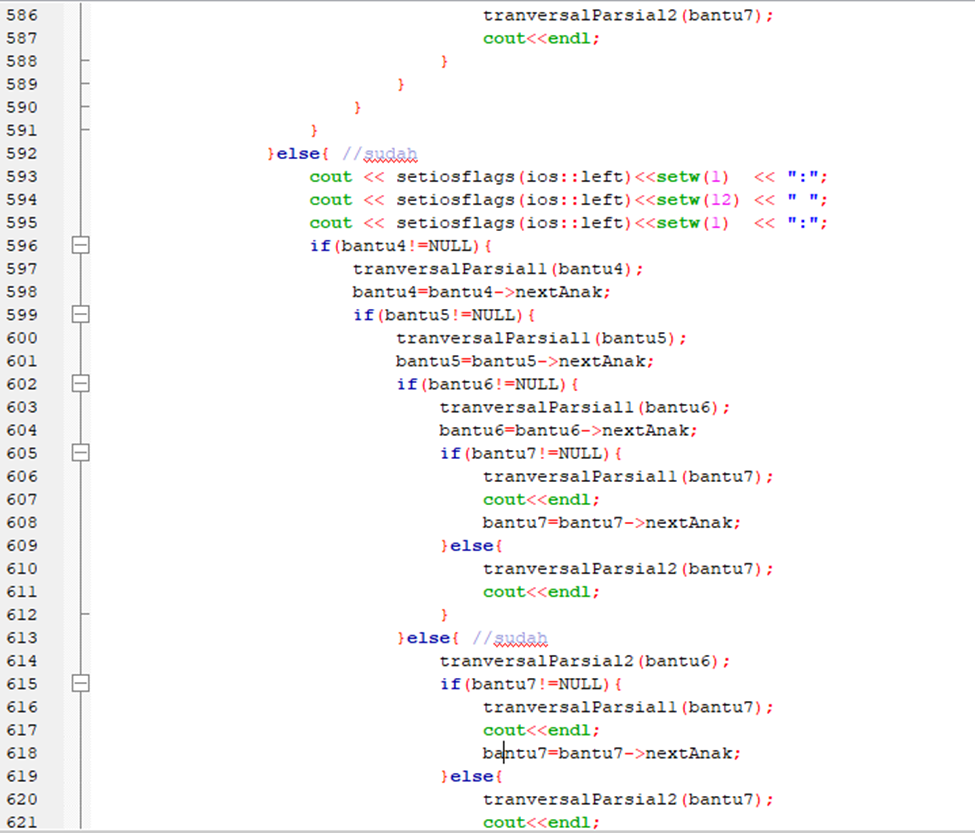 586 tranversalParsial2(bantu7);
587 cout<<endl;
588 }
589 }
590 }
591 }
592 }else{ //sudah
593 cout << setiosflags(ios::left)<<setw(1)  << ":";
594 cout << setiosflags(ios::left)<<setw(12) << " ";
595 cout << setiosflags(ios::left)<<setw(1)  << ":";
596 if(bantu4!=NULL){
597 tranversalParsial1(bantu4);
598 bantu4=bantu4->nextAnak;
599 if(bantu5!=NULL){
600 tranversalParsial1(bantu5);
601 bantu5=bantu5->nextAnak;
602 if(bantu6!=NULL){
603 tranversalParsial1(bantu6);
604 bantu6=bantu6->nextAnak;
605 if(bantu7!=NULL){
606 tranversalParsial1(bantu7);
607 cout<<endl;
608 bantu7=bantu7->nextAnak;
609 }else{
610 tranversalParsial2(bantu7);
611 cout<<endl;
612 }
613 }else{ //sudah
614 tranversalParsial2(bantu6);
615 if(bantu7!=NULL){
616 tranversalParsial1(bantu7);
617 cout<<endl;
618 bantu7=bantu7->nextAnak;
619 }else{
620 tranversalParsial2(bantu7);
621 cout<<endl;